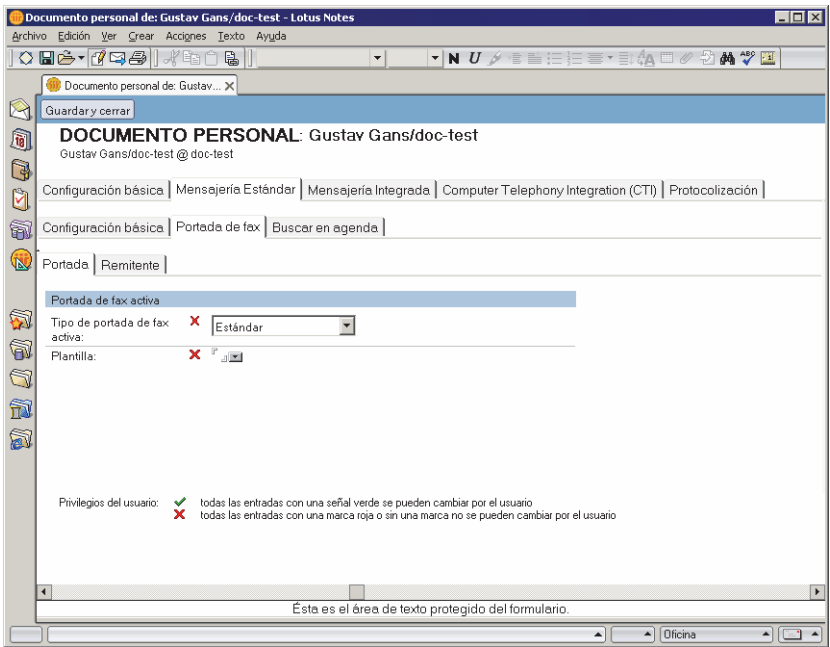 Documento personal de: Gustav Gans/doc-test - Lotus Notes
Archivo Edición Ver Crear Acciones Texto Ayuda
N U
Documento personal de: Gustav... X
Guardar y cerrar
DOCUMENTO PERSONAL: Gustav Gans/doc-test
Gustav Gans/doc-test @ doc-test
Configuración básica Mensajería Estándar Mensajería Integrada Computer Telephony Integration (CTI) Protocolización
Configuración básica Portada de fax Buscar en agenda
Portada Remitente
Portada de fax activa
Tipo de portada de fax activa: Estándar
Plantilla:
Privilegios del usuario: todas las entradas con una señal verde se pueden cambiar por el usuario
todas las entradas con una marca roja o sin una marca no se pueden cambiar por el usuario
Ésta es el área de texto protegido del formulario.
Oficina